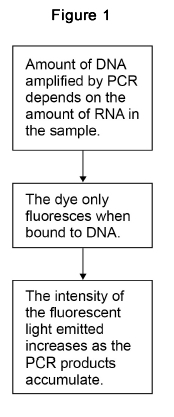 Figure 1
Amount of DNA
amplified by PCR
depends on the
amount of RNA in
the sample.
The dye only
fluoresces when
bound to DNA.
The intensity of
the fluorescent
light emitted
increases as the
PCR products
accumulate.